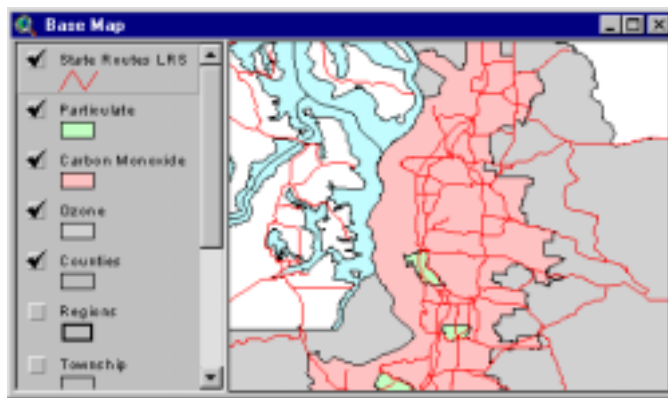 Base Map
State Routes LRS
Particulate
Carbon Monoxide
Ozone
Counties
Regions
Township